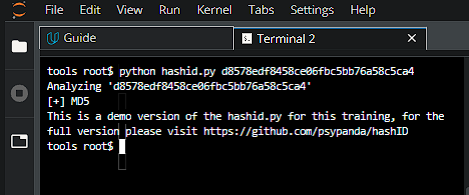 File Edit View Run Kernel Tabs Settings Help
Guide Terminal 2
tools root$ python hashid.py d8578edf8458ce06fbc5bb76a58c5ca4
Analyzing 'd8578edf8458ce06fbc5bb76a58c5ca4'
[+] MD5
This is a demo version of the hashid.py for this training, for the
full version please visit https://github.com/psypanda/hashID
tools root$